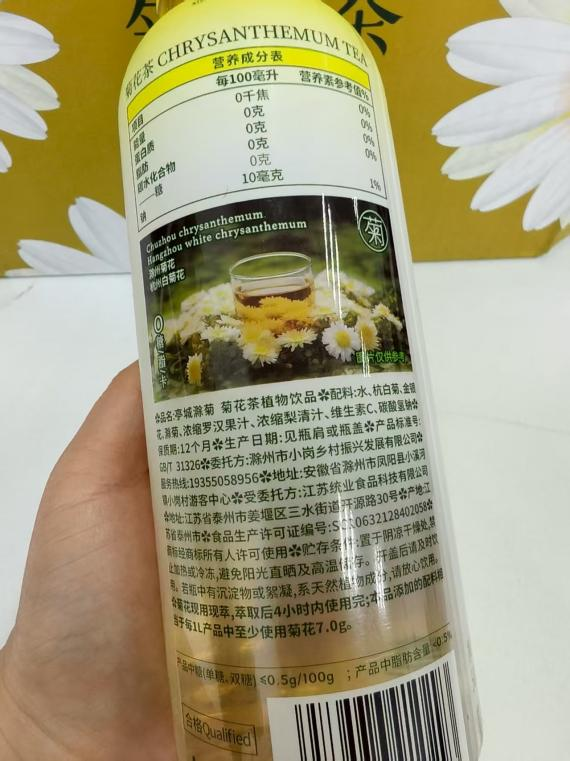 菊花茶 CHRYSANTHEMUM TEA
营养成分表
项目 每100毫升 营养素参考值%
能量 0千焦 0%
蛋白质 0克 0%
脂肪 0克 0%
碳水化合物 0克 0%
——糖 0克
钠 10毫克 1%
Chuzhou chrysanthemum
Hangzhou white chrysanthemum
滁州菊花
杭州白菊花
菊
0糖/脂/卡
图片仅供参考
✽品名:亭城滁菊 菊花茶植物饮品✽配料:水、杭白菊、金银
花、滁菊、浓缩罗汉果汁、浓缩梨清汁、维生素C、碳酸氢钠✽
保质期:12个月✽生产日期:见瓶肩或瓶盖✽产品标准号:
GB/T 31326✽委托方:滁州市小岗乡村振兴发展有限公司✽
服务热线:19355058956✽地址:安徽省滁州市凤阳县小溪河
镇小岗村游客中心✽受委托方:江苏统业食品科技有限公司
✽地址:江苏省泰州市姜堰区三水街道开源路30号✽产地:江
苏省泰州市✽食品生产许可证编号:SC10632128402058✽
商标经商标所有人许可使用✽贮存条件:置于阴凉干燥处,禁
止加热或冷冻,避免阳光直晒及高温储存。开盖后请及时饮
用。若瓶中有沉淀物或絮凝,系天然植物成分,请放心饮用。
✽菊花现用现萃,萃取后4小时内使用完;本品添加的配料相
当于每1L产品中至少使用菊花7.0g。
产品中糖(单糖、双糖) ≤0.5g/100g ;产品中脂肪含量≤0.5%
合格Qualified